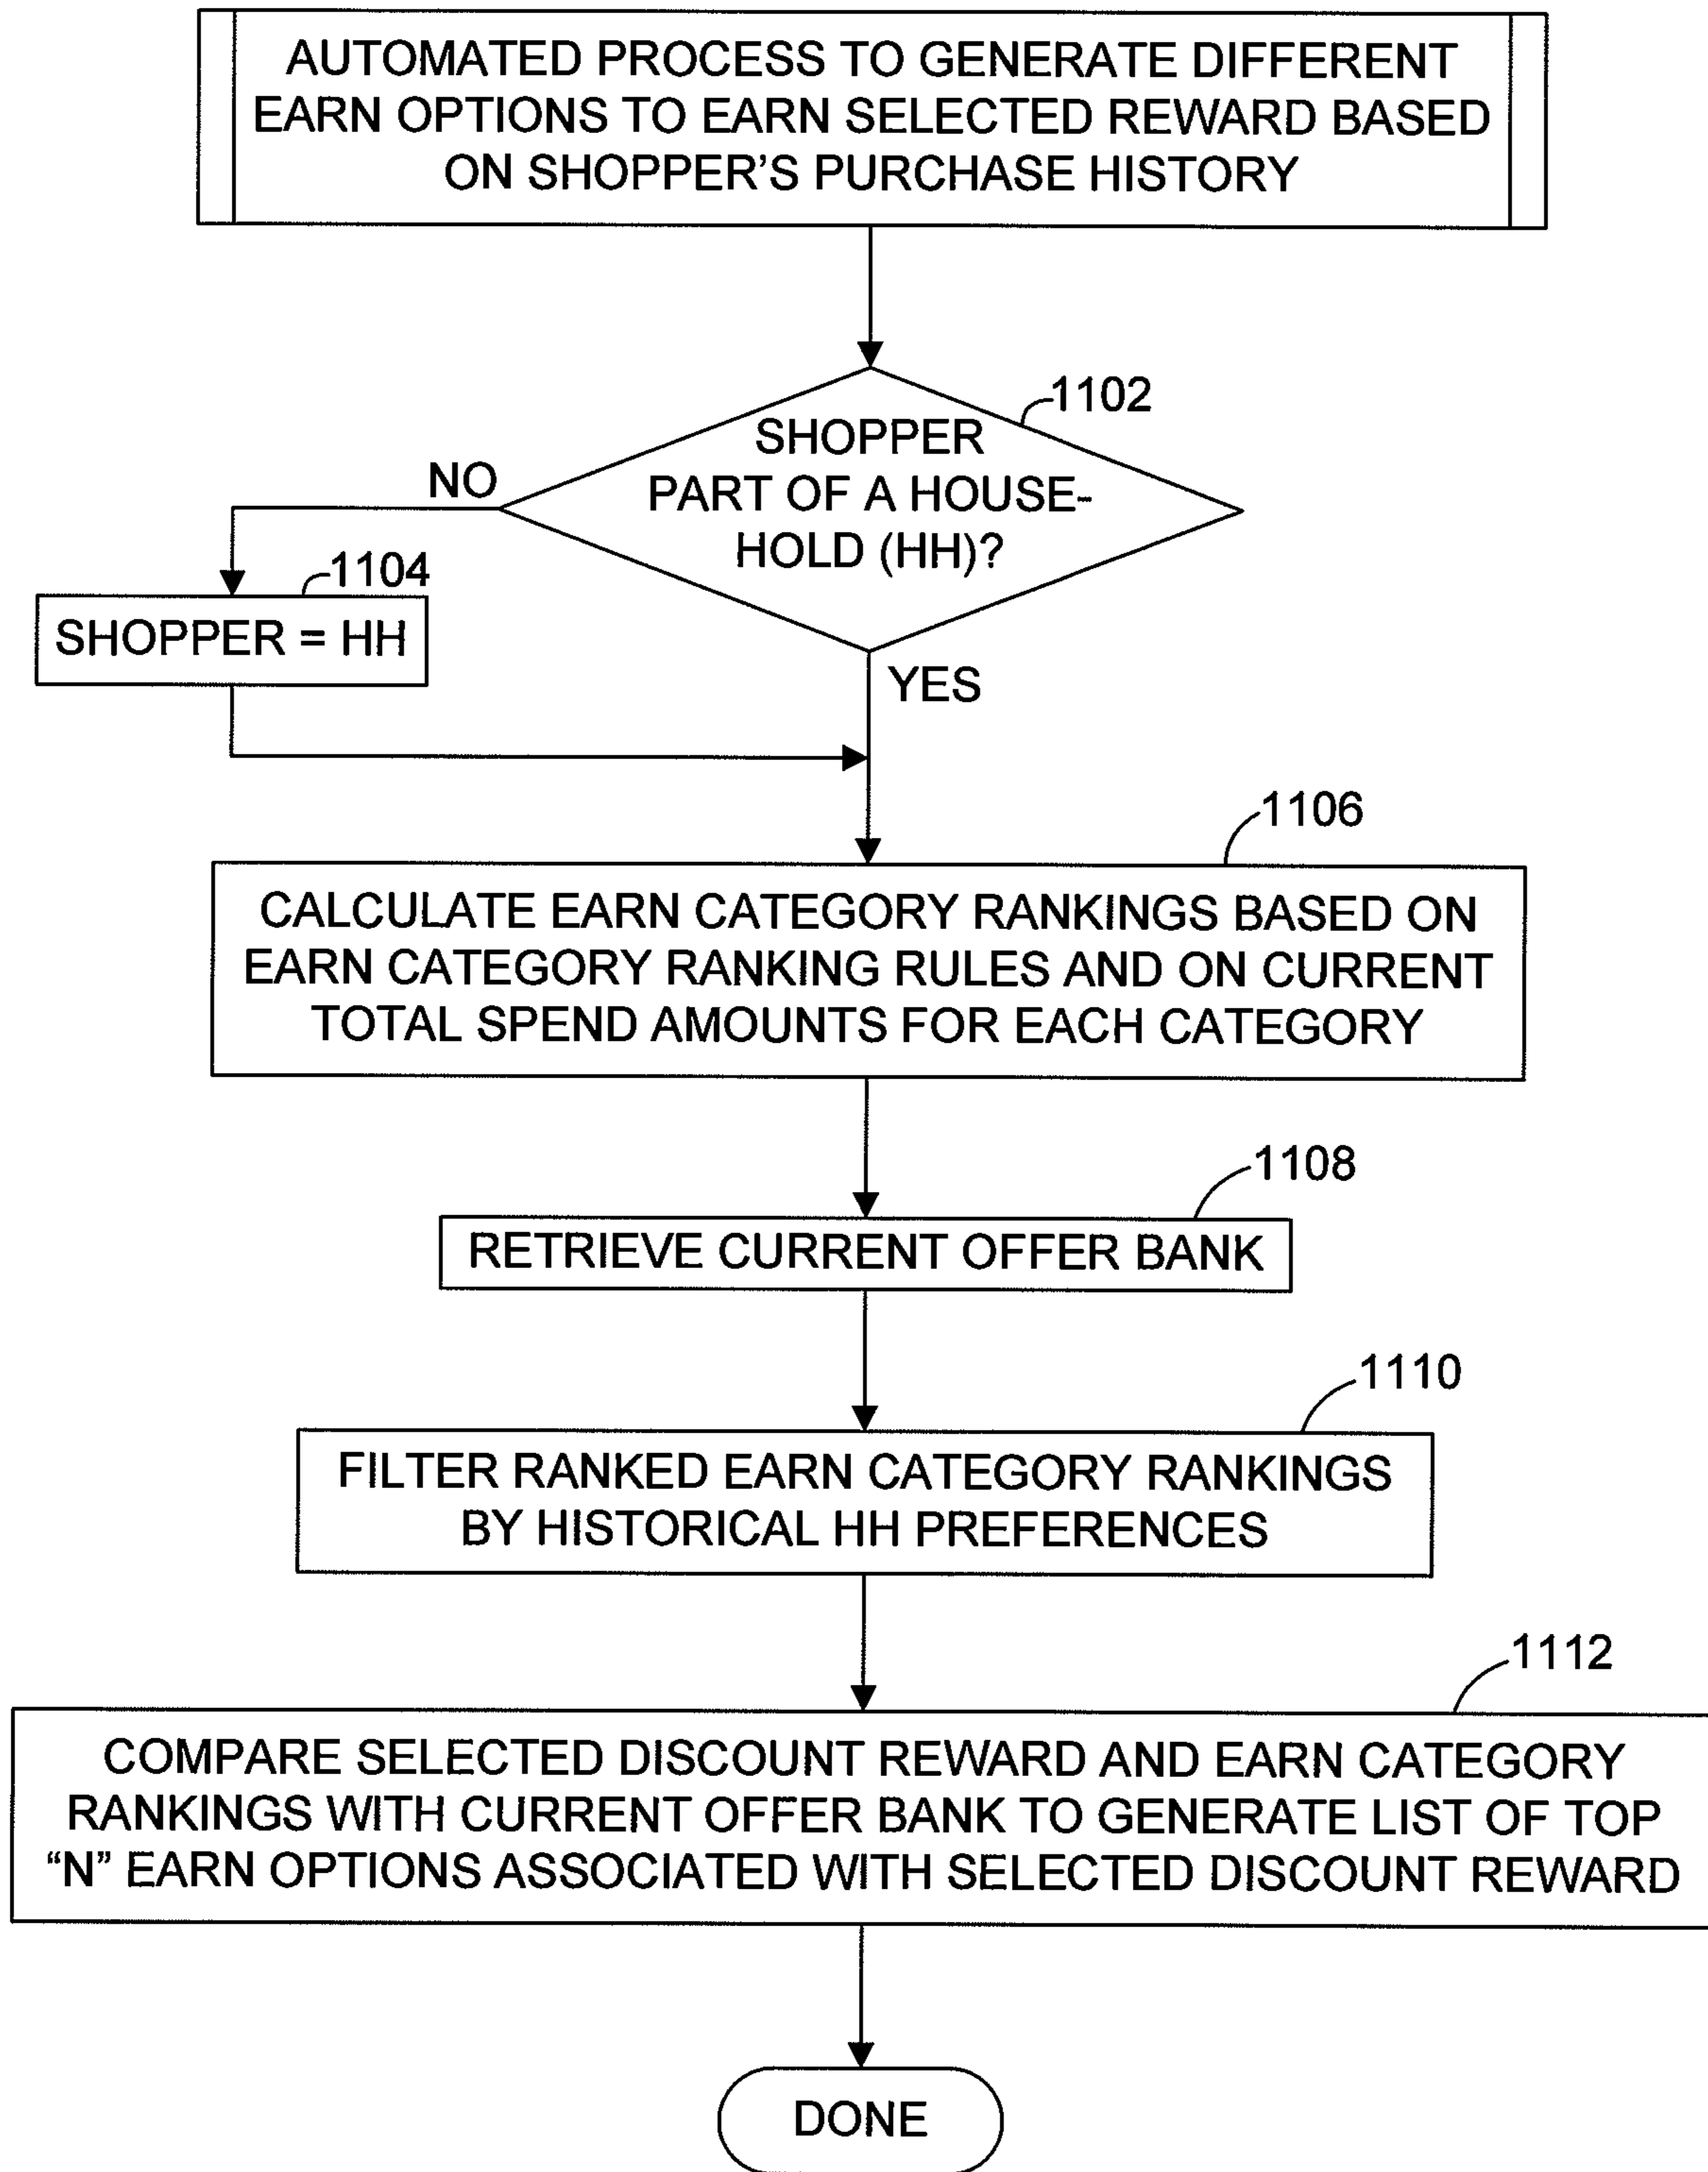 AUTOMATED PROCESS TO GENERATE DIFFERENT
EARN OPTIONS TO EARN SELECTED REWARD BASED
ON SHOPPER'S PURCHASE HISTORY
1102
SHOPPER
PART OF A HOUSE-
HOLD (HH)?
NO
1104
SHOPPER = HH
YES
1106
CALCULATE EARN CATEGORY RANKINGS BASED ON
EARN CATEGORY RANKING RULES AND ON CURRENT
TOTAL SPEND AMOUNTS FOR EACH CATEGORY
1108
RETRIEVE CURRENT OFFER BANK
1110
FILTER RANKED EARN CATEGORY RANKINGS
BY HISTORICAL HH PREFERENCES
1112
COMPARE SELECTED DISCOUNT REWARD AND EARN CATEGORY
RANKINGS WITH CURRENT OFFER BANK TO GENERATE LIST OF TOP
“N” EARN OPTIONS ASSOCIATED WITH SELECTED DISCOUNT REWARD
DONE